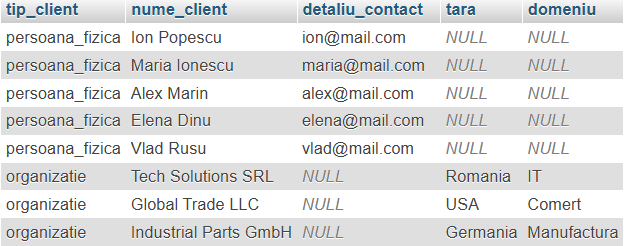 tip_client nume_client detaliu_contact tara domeniu
persoana_fizica Ion Popescu ion@mail.com NULL NULL
persoana_fizica Maria Ionescu maria@mail.com NULL NULL
persoana_fizica Alex Marin alex@mail.com NULL NULL
persoana_fizica Elena Dinu elena@mail.com NULL NULL
persoana_fizica Vlad Rusu vlad@mail.com NULL NULL
organizatie Tech Solutions SRL NULL Romania IT
organizatie Global Trade LLC NULL USA Comert
organizatie Industrial Parts GmbH NULL Germania Manufactura